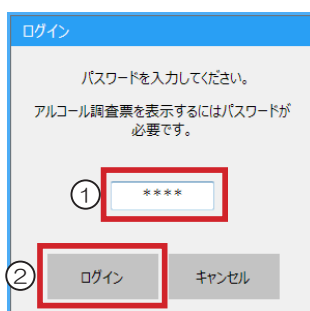 ログイン
パスワードを入力してください。
アルコール調査票を表示するにはパスワードが
必要です。
① ****
② ログイン キャンセル